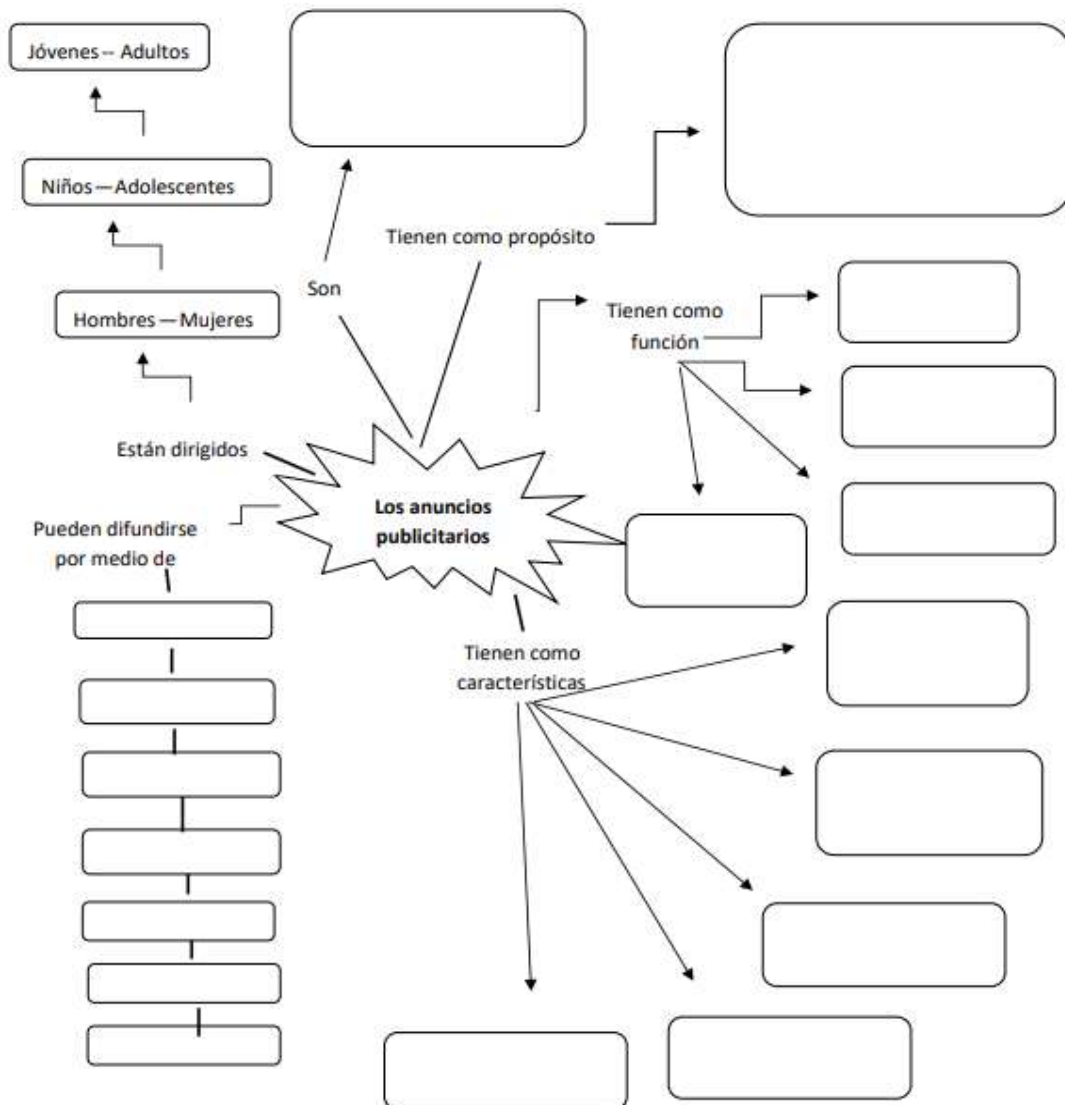 Jóvenes -- Adultos
Niños —Adolescentes
Tienen como propósito
Son
Tienen como
función
Hombres — Mujeres
Están dirigidos
Los anuncios
publicitarios
Pueden difundirse
por medio de
Tienen como
características